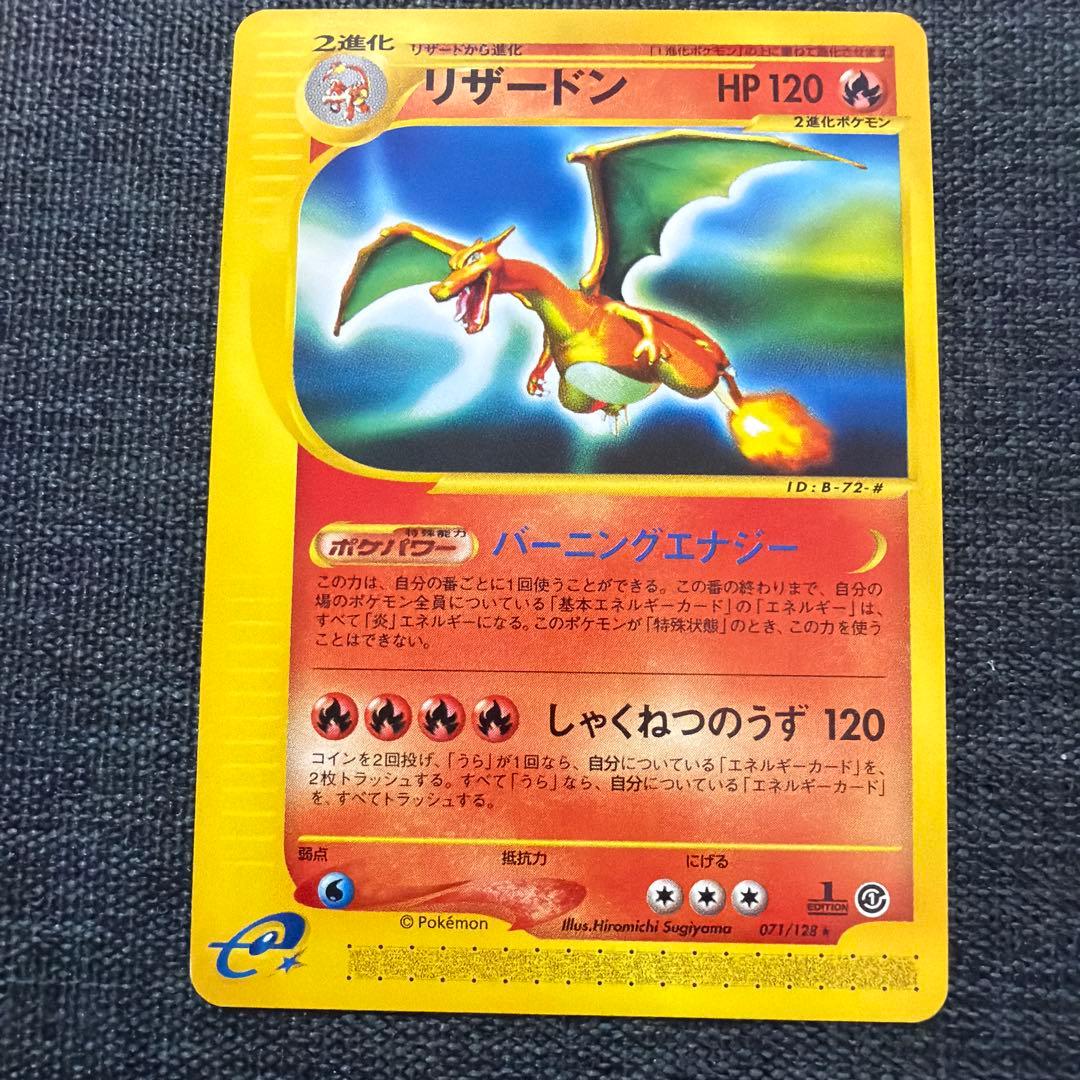 2進化
リザードから進化
「1進化ポケモン」の上に重ねて進化させます
リザードン HP 120
2進化ポケモン
ID:B-72-#
特殊能力
ポケパワー バーニングエナジー
この力は、自分の番ごとに1回使うことができる。この番の終わりまで、自分の
場のポケモン全員についている「基本エネルギーカード」の「エネルギー」は、
すべて「炎」エネルギーになる。このポケモンが「特殊状態」のとき、この力を使う
ことはできない。
しゃくねつのうず 120
コインを2回投げ、「うら」が1回なら、自分についている「エネルギーカード」を、
2枚トラッシュする。すべて「うら」なら、自分についている「エネルギーカード」
を、すべてトラッシュする。
弱点 抵抗力 にげる
1
EDITION
© Pokémon Illus.Hiromichi Sugiyama 071/128 ★
e